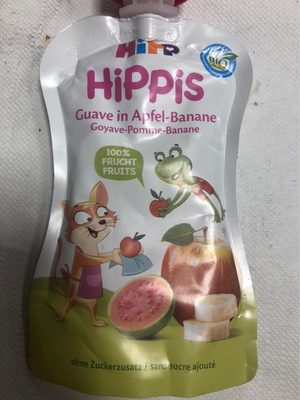 HiPP
BIO
HiPPiS
Guave in Apfel-Banane
Goyave-Pomme-Banane
100%
FRUCHT
FRUITS
ohne Zuckerzusatz / sans sucre ajouté